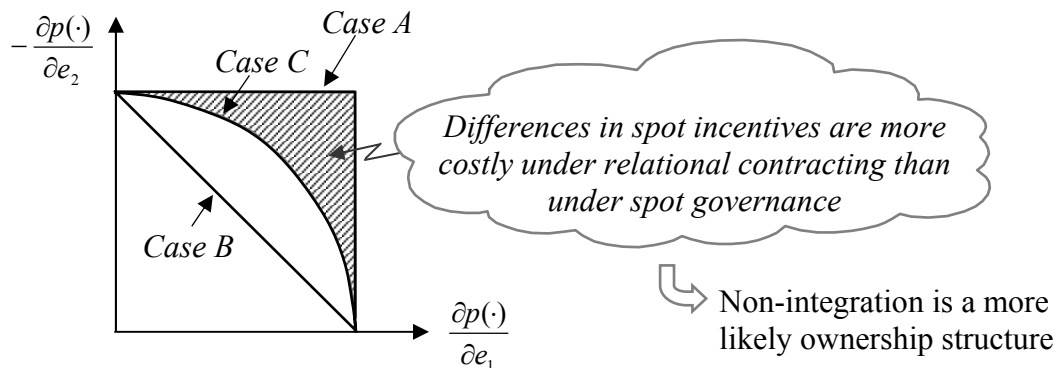 − ∂p(·)/∂e₂
Case A
Case C
Differences in spot incentives are more
costly under relational contracting than
under spot governance
Case B
∂p(·)/∂e₁
Non-integration is a more
likely ownership structure